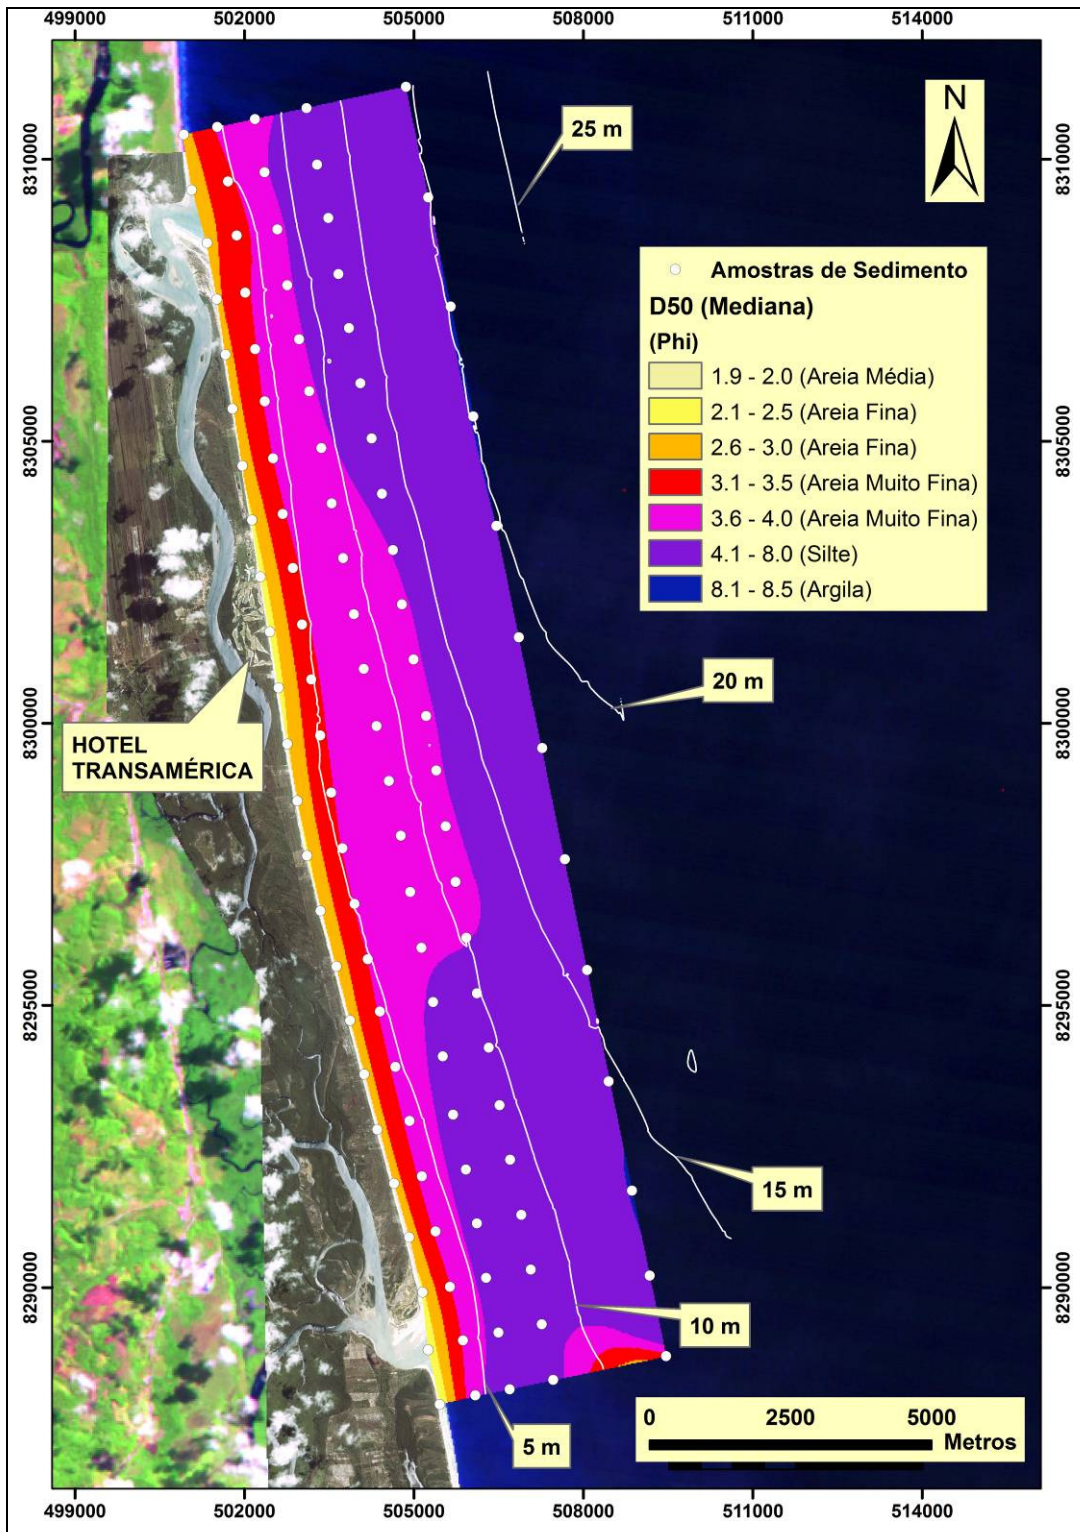 499000 502000 505000 508000 511000 514000
N
25 m
8310000
8310000
Amostras de Sedimento
D50 (Mediana)
(Phi)
1.9 - 2.0 (Areia Média)
2.1 - 2.5 (Areia Fina)
2.6 - 3.0 (Areia Fina)
3.1 - 3.5 (Areia Muito Fina)
3.6 - 4.0 (Areia Muito Fina)
4.1 - 8.0 (Silte)
8.1 - 8.5 (Argila)
8305000
8305000
20 m
8300000
8300000
HOTEL
TRANSAMÉRICA
8295000
8295000
15 m
8290000
8290000
10 m
5 m
0 2500 5000
Metros
499000 502000 505000 508000 511000 514000